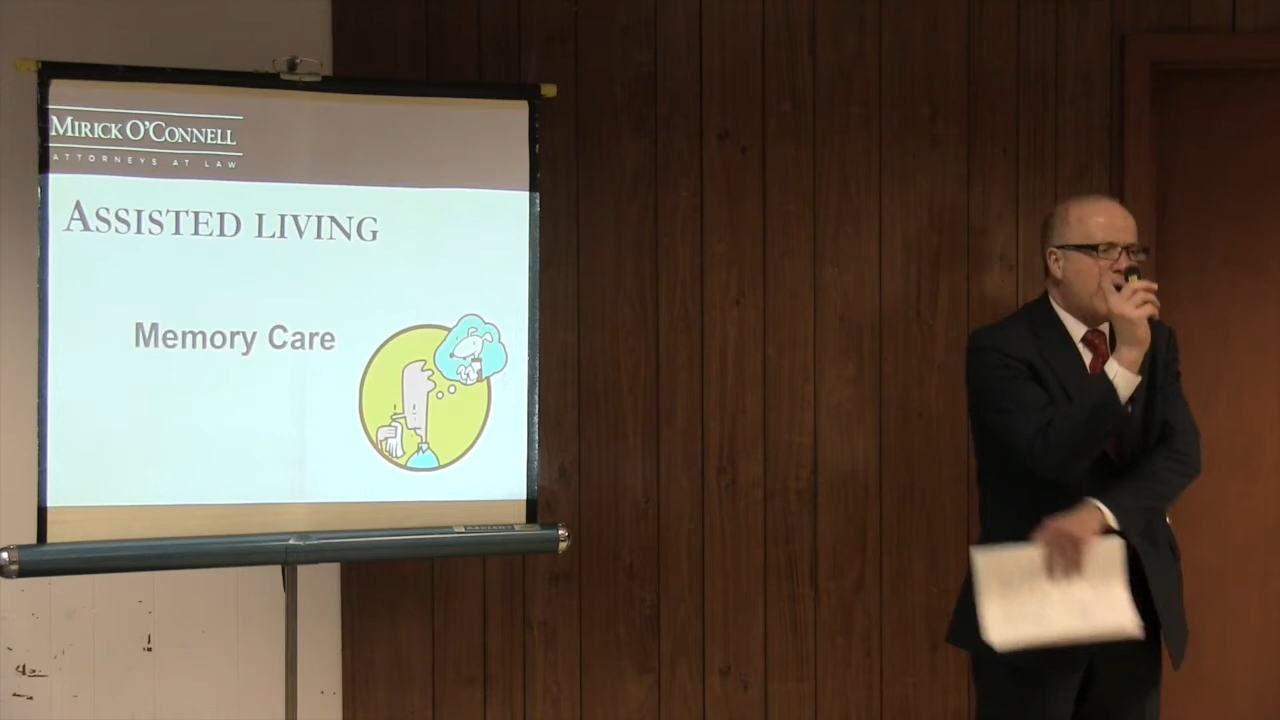 MIRICK O'CONNELL
ATTORNEYS AT LAW
ASSISTED LIVING
Memory Care